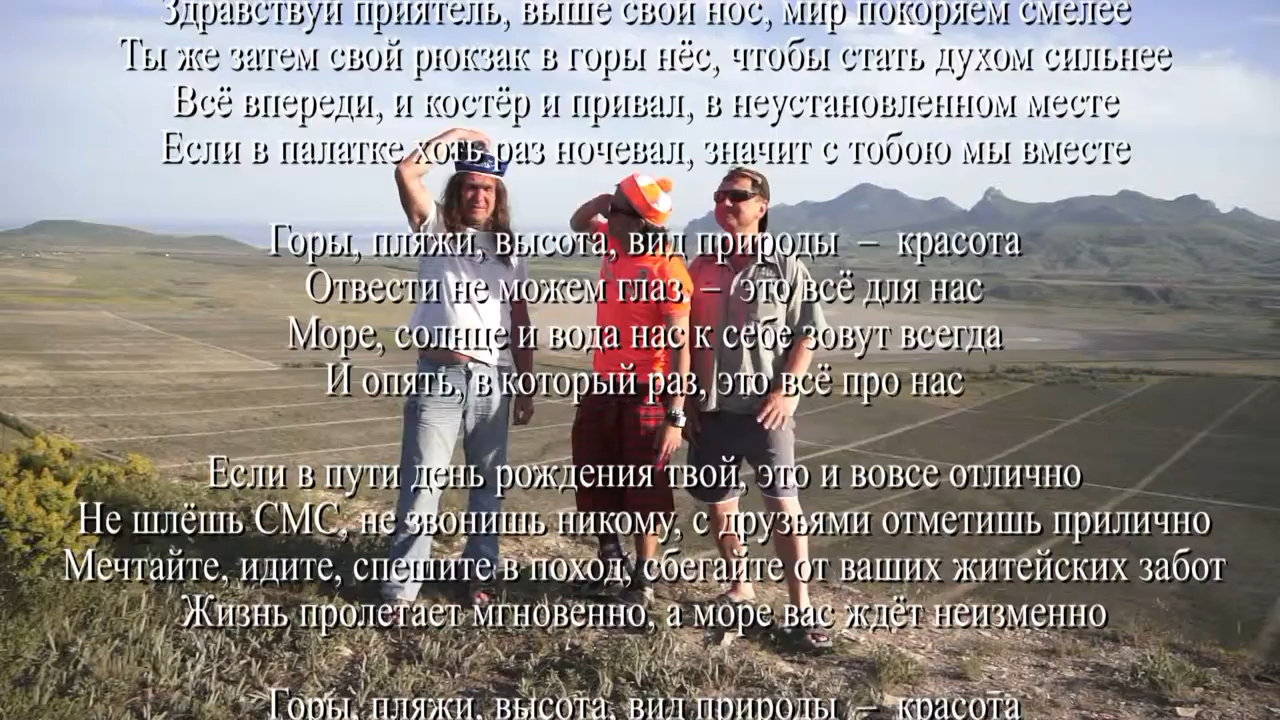 Здравствуй приятель, выше свой нос, мир покоряем смелее
Ты же затем свой рюкзак в горы нёс, чтобы стать духом сильнее
Всё впереди, и костёр и привал, в неустановленном месте
Если в палатке хоть раз ночевал, значит с тобою мы вместе
Горы, пляжи, высота, вид природы – красота
Отвести не можем глаз – это всё для нас
Море, солнце и вода нас к себе зовут всегда
И опять, в который раз, это всё про нас
Если в пути день рождения твой, это и вовсе отлично
Не шлёшь СМС, не звонишь никому, с друзьями отметишь прилично
Мечтайте, идите, спешите в поход, сбегайте от ваших житейских забот
Жизнь пролетает мгновенно, а море вас ждёт неизменно
Горы, пляжи, высота, вид природы – красота